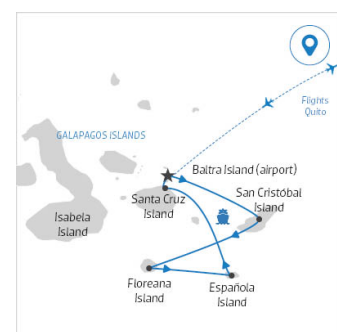 Flights
Quito
GALAPAGOS ISLANDS
Baltra Island (airport)
Santa Cruz
Island
San Cristóbal
Island
Isabela
Island
Floreana
Island
Española
Island